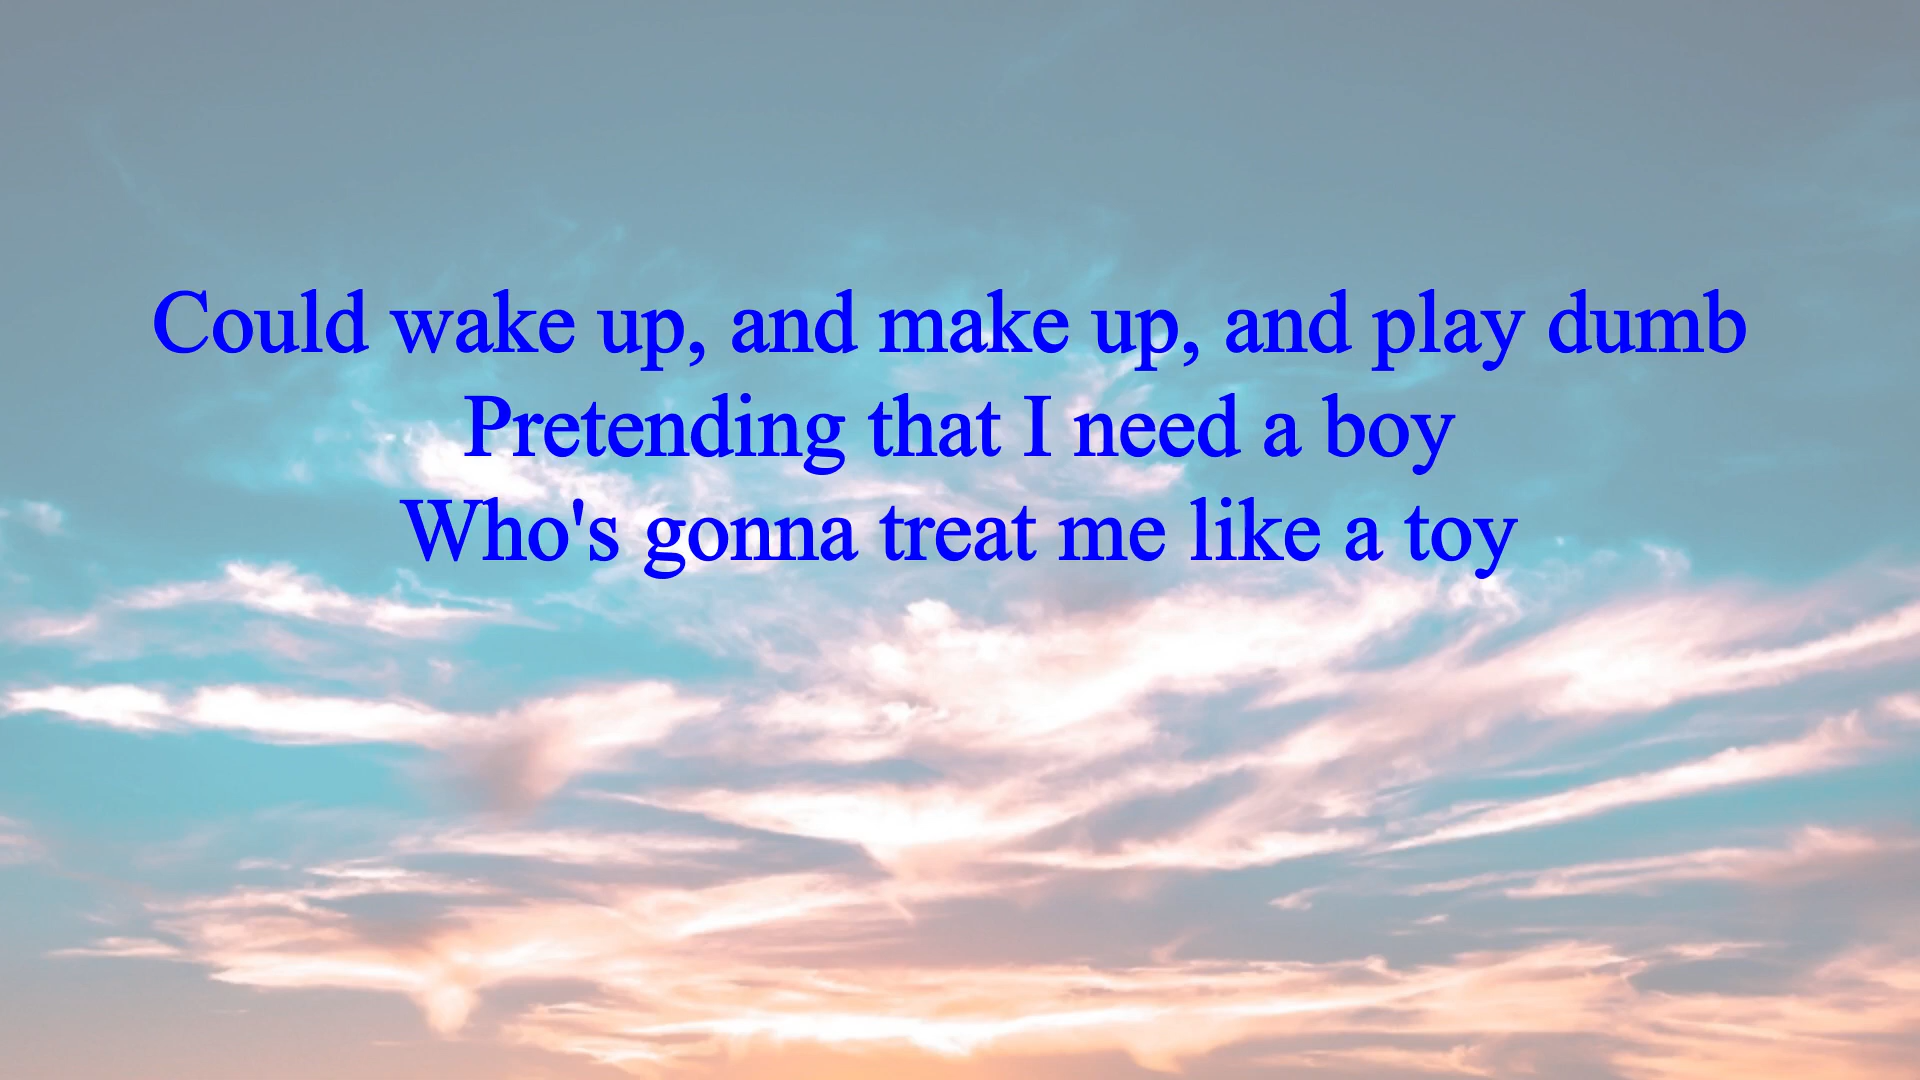 Could wake up, and make up, and play dumb
Pretending that I need a boy
Who's gonna treat me like a toy